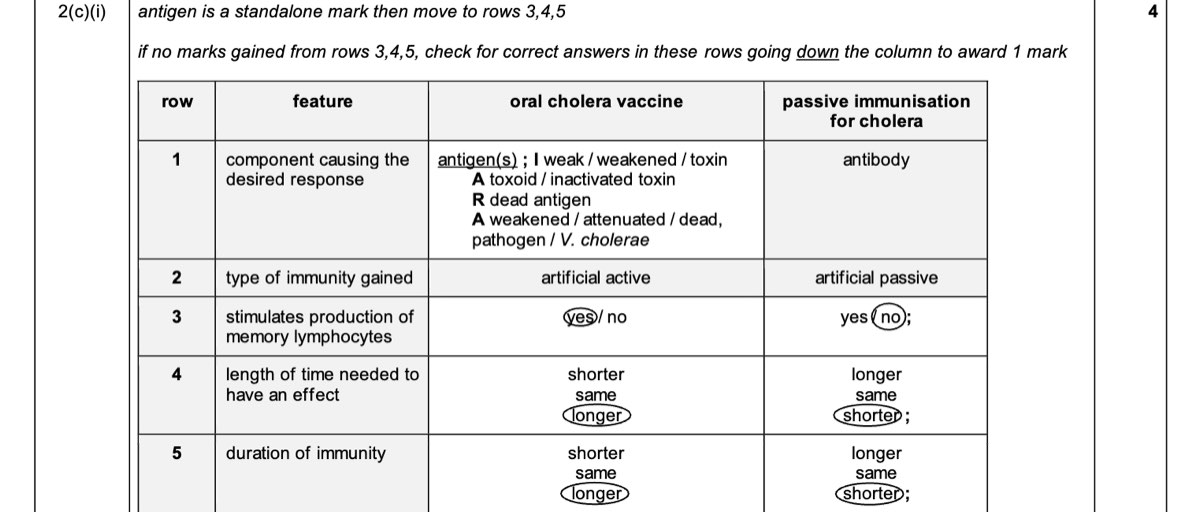 2(c)(i) antigen is a standalone mark then move to rows 3,4,5 4
if no marks gained from rows 3,4,5, check for correct answers in these rows going down the column to award 1 mark
row feature oral cholera vaccine passive immunisation
for cholera
1 component causing the antigen(s) ; I weak / weakened / toxin antibody
desired response A toxoid / inactivated toxin
R dead antigen
A weakened / attenuated / dead,
pathogen / V. cholerae
2 type of immunity gained artificial active artificial passive
3 stimulates production of yes / no yes / no;
memory lymphocytes
4 length of time needed to shorter longer
have an effect same same
longer shorter ;
5 duration of immunity shorter longer
same same
longer shorter;